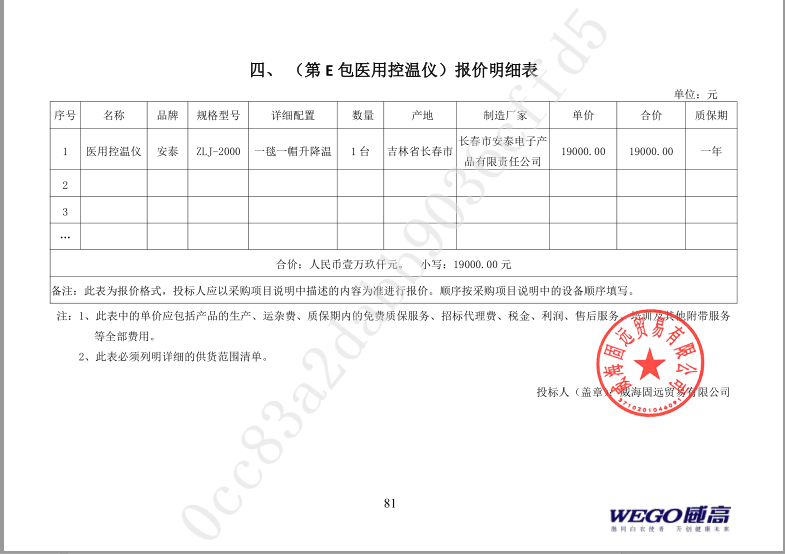 四、 （第 E 包医用控温仪）报价明细表
单位：元
序号 名称 品牌 规格型号 详细配置 数量 产地 制造厂家 单价 合价 质保期
1 医用控温仪 安泰 ZLJ-2000 一毯一帽升降温 1 台 吉林省长春市 长春市安泰电子产品有限责任公司 19000.00 19000.00 一年
2
3
…
合价：人民币壹万玖仟元。 小写：19000.00 元
备注：此表为报价格式，投标人应以采购项目说明中描述的内容为准进行报价。顺序按采购项目说明中的设备顺序填写。
注：1、此表中的单价应包括产品的生产、运杂费、质保期内的免费质保服务、招标代理费、税金、利润、售后服务、培训及其他附带服务
等全部费用。
2、此表必须列明详细的供货范围清单。
威海固远贸易有限公司
3710201046091
投标人（盖章）：威海固远贸易有限公司
81
WEGO威高
0cc83a2dabb9036cffd5